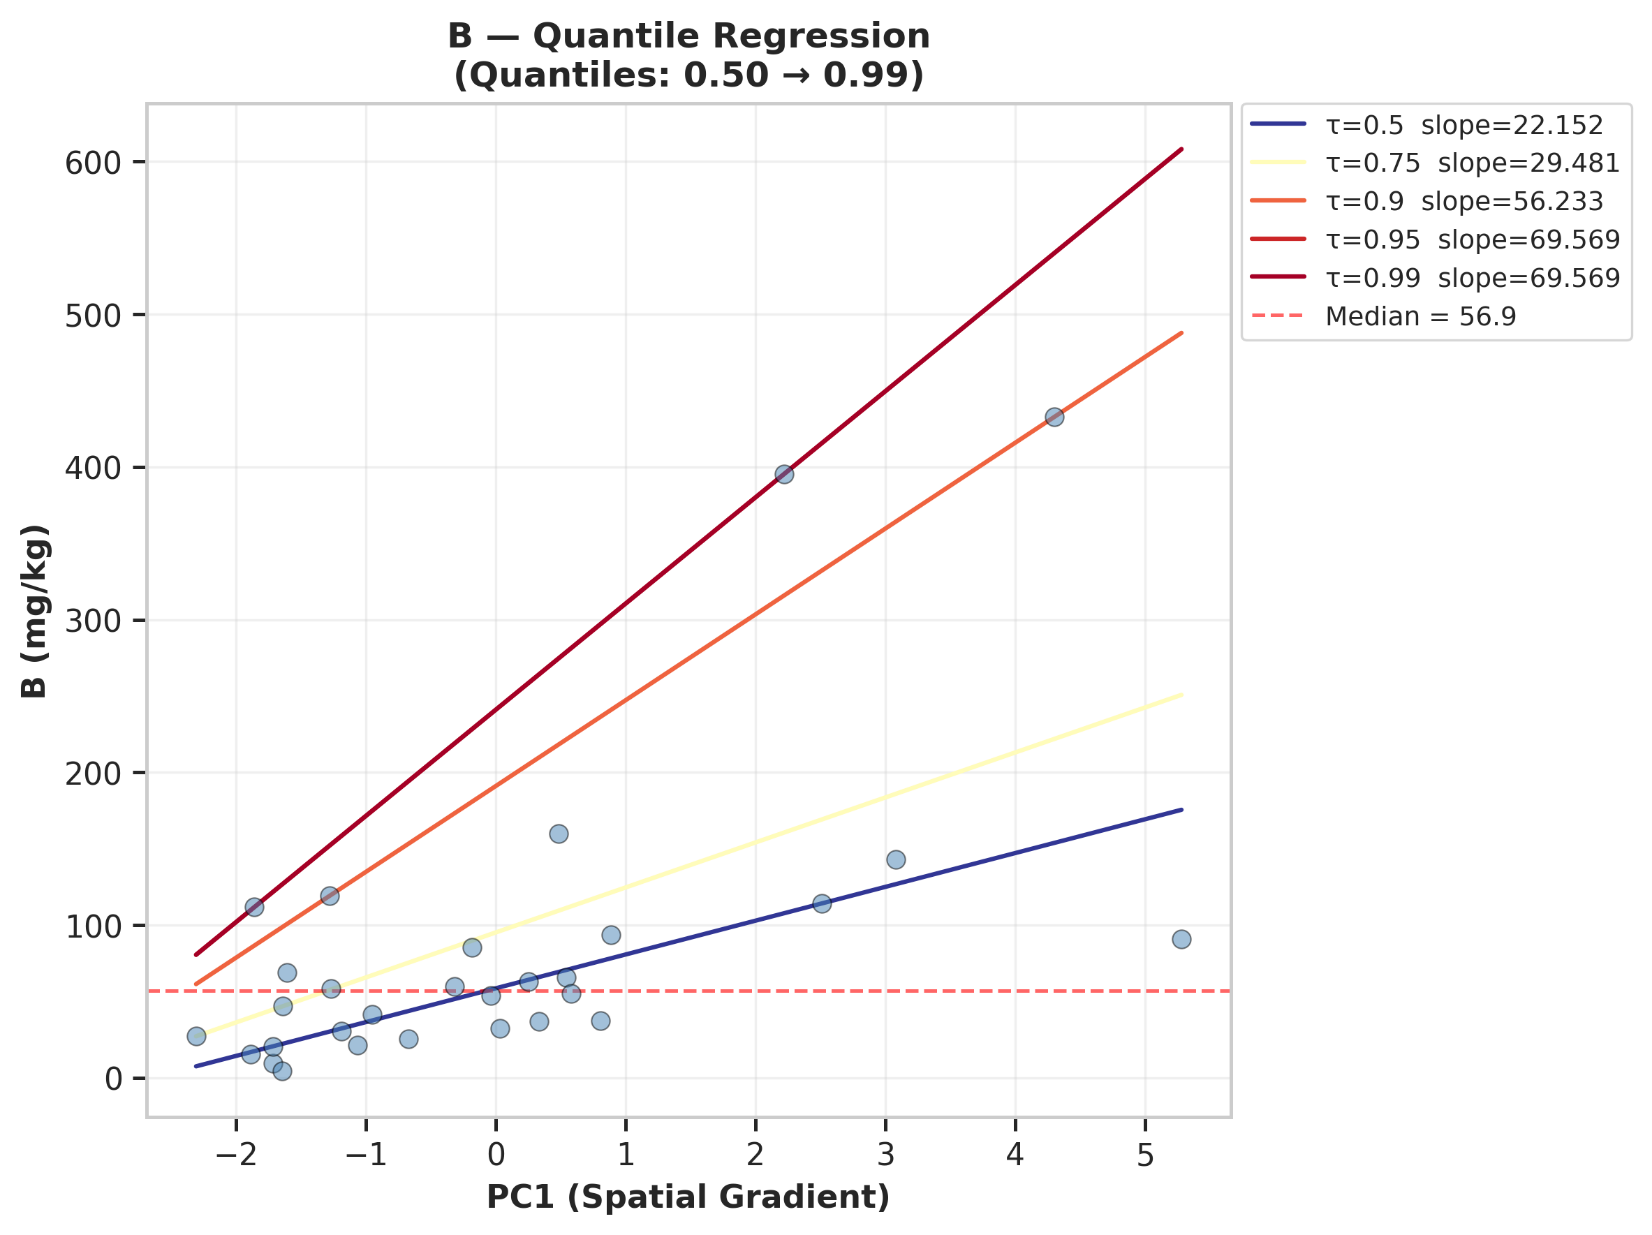 B — Quantile Regression
(Quantiles: 0.50 → 0.99)
τ=0.5  slope=22.152
τ=0.75  slope=29.481
τ=0.9  slope=56.233
τ=0.95  slope=69.569
τ=0.99  slope=69.569
Median = 56.9
B (mg/kg)
600
500
400
300
200
100
0
−2
−1
0
1
2
3
4
5
PC1 (Spatial Gradient)